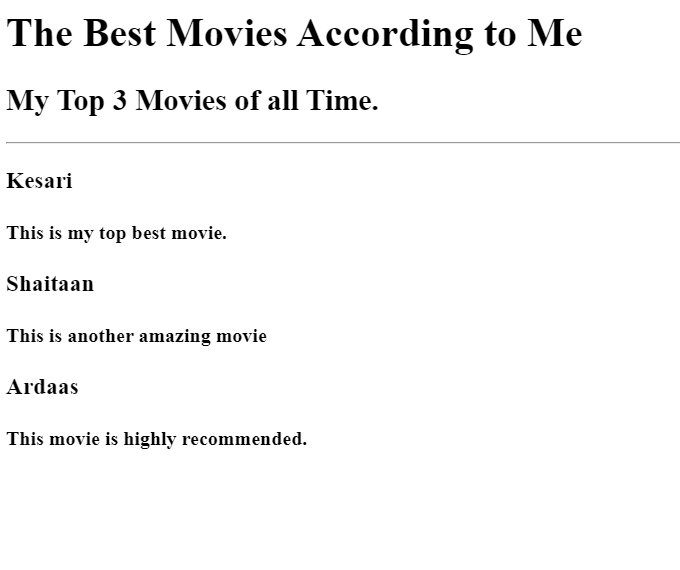 The Best Movies According to Me
My Top 3 Movies of all Time.
Kesari
This is my top best movie.
Shaitaan
This is another amazing movie
Ardaas
This movie is highly recommended.